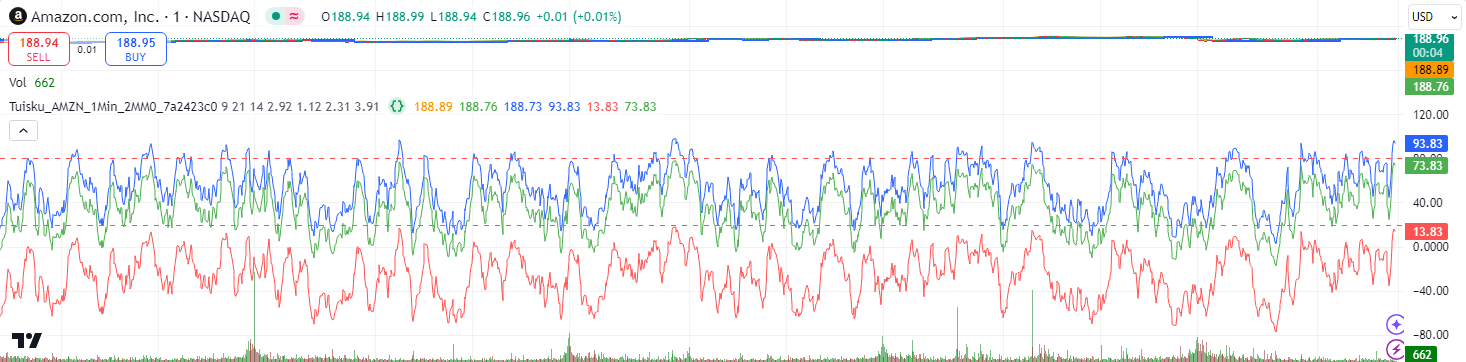 Amazon.com, Inc. · 1 · NASDAQ O188.94 H188.99 L188.94 C188.96 +0.01 (+0.01%)
USD
188.94 SELL
0.01
188.95 BUY
188.96
00:04
188.89
188.76
Vol 662
Tuisku_AMZN_1Min_2MM0_7a2423c0 9 21 14 2.92 1.12 2.31 3.91 {} 188.89 188.76 188.73 93.83 13.83 73.83
120.00
93.83
73.83
40.00
13.83
0.0000
−40.00
−80.00
662